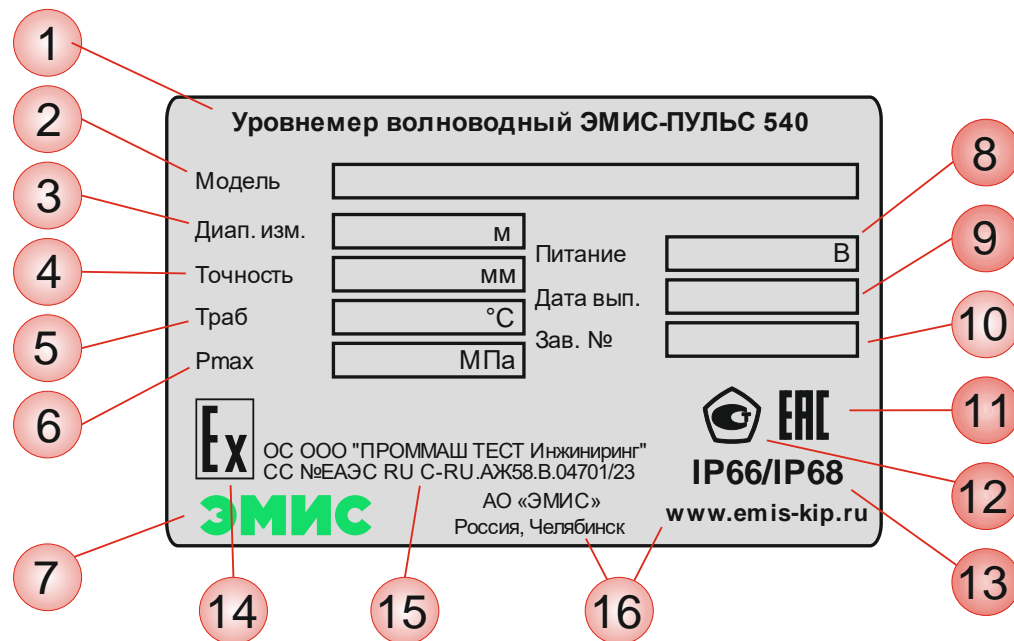 1
2
3
4
5
6
7
8
9
10
11
12
13
14
15
16
Уровнемер волноводный ЭМИС-ПУЛЬС 540
Модель
Диап. изм. м
Точность мм
Траб °С
Pmax МПа
Питание В
Дата вып.
Зав. №
Ex
ОС ООО "ПРОММАШ ТЕСТ Инжиниринг"
СС №ЕАЭС RU С-RU.АЖ58.В.04701/23
ЭМИС
АО «ЭМИС»
Россия, Челябинск
ЕАС
IP66/IP68
www.emis-kip.ru